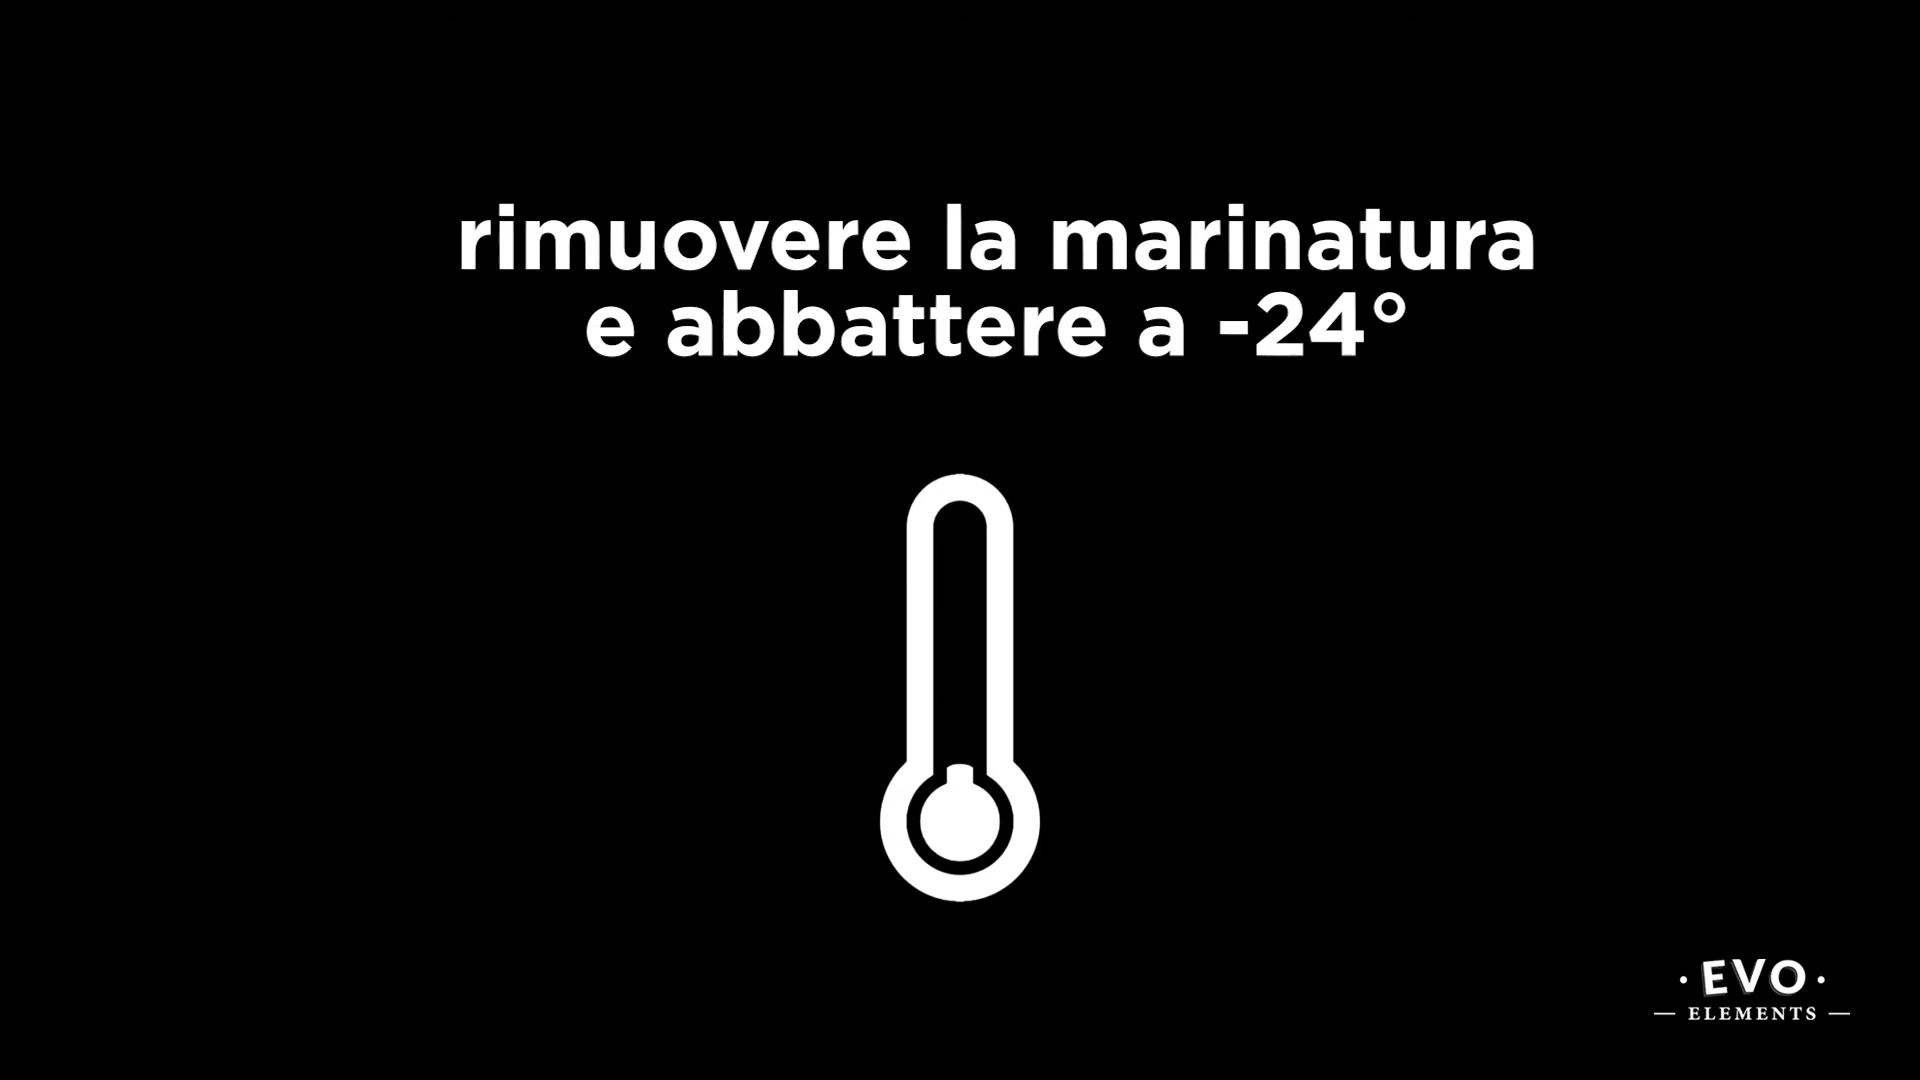 rimuovere la marinatura
e abbattere a -24°
· EVO ·
— ELEMENTS —